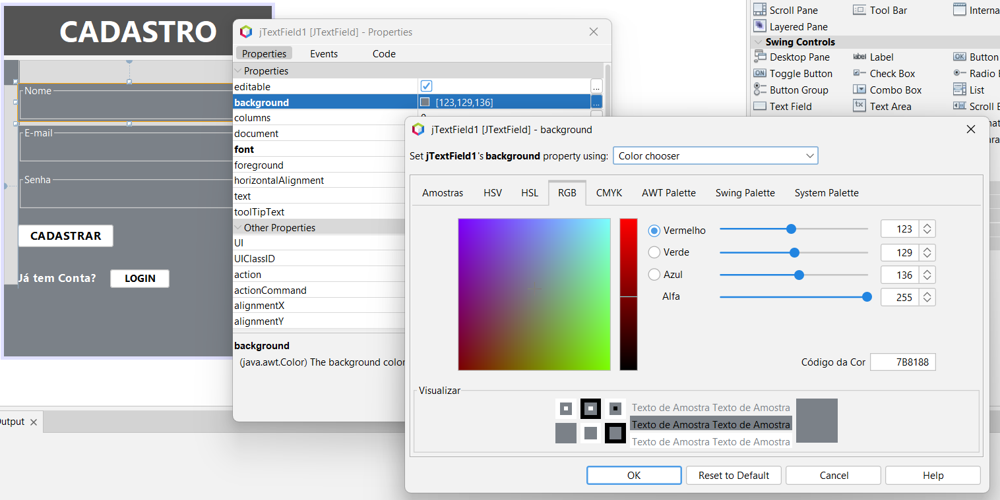 CADASTRO
Nome
E-mail
Senha
CADASTRAR
Já tem Conta?
LOGIN
Output
jTextField1 [JTextField] - Properties
Properties
Events
Code
Properties
editable
...
background
[123,129,136]
...
columns
document
font
foreground
horizontalAlignment
text
toolTipText
Other Properties
UI
UIClassID
action
actionCommand
alignmentX
alignmentY
background
(java.awt.Color) The background color
Scroll Pane
Tool Bar
Interna
Layered Pane
Swing Controls
Desktop Pane
label Label
OK Button
ON Toggle Button
Check Box
Radio B
Button Group
Combo Box
List
Text Field
tx Text Area
Scroll B
jTextField1 [JTextField] - background
Set jTextField1's background property using:
Color chooser
Amostras
HSV
HSL
RGB
CMYK
AWT Palette
Swing Palette
System Palette
Vermelho
123
Verde
129
Azul
136
Alfa
255
Código da Cor
7B8188
Visualizar
Texto de Amostra Texto de Amostra
Texto de Amostra Texto de Amostra
Texto de Amostra Texto de Amostra
OK
Reset to Default
Cancel
Help